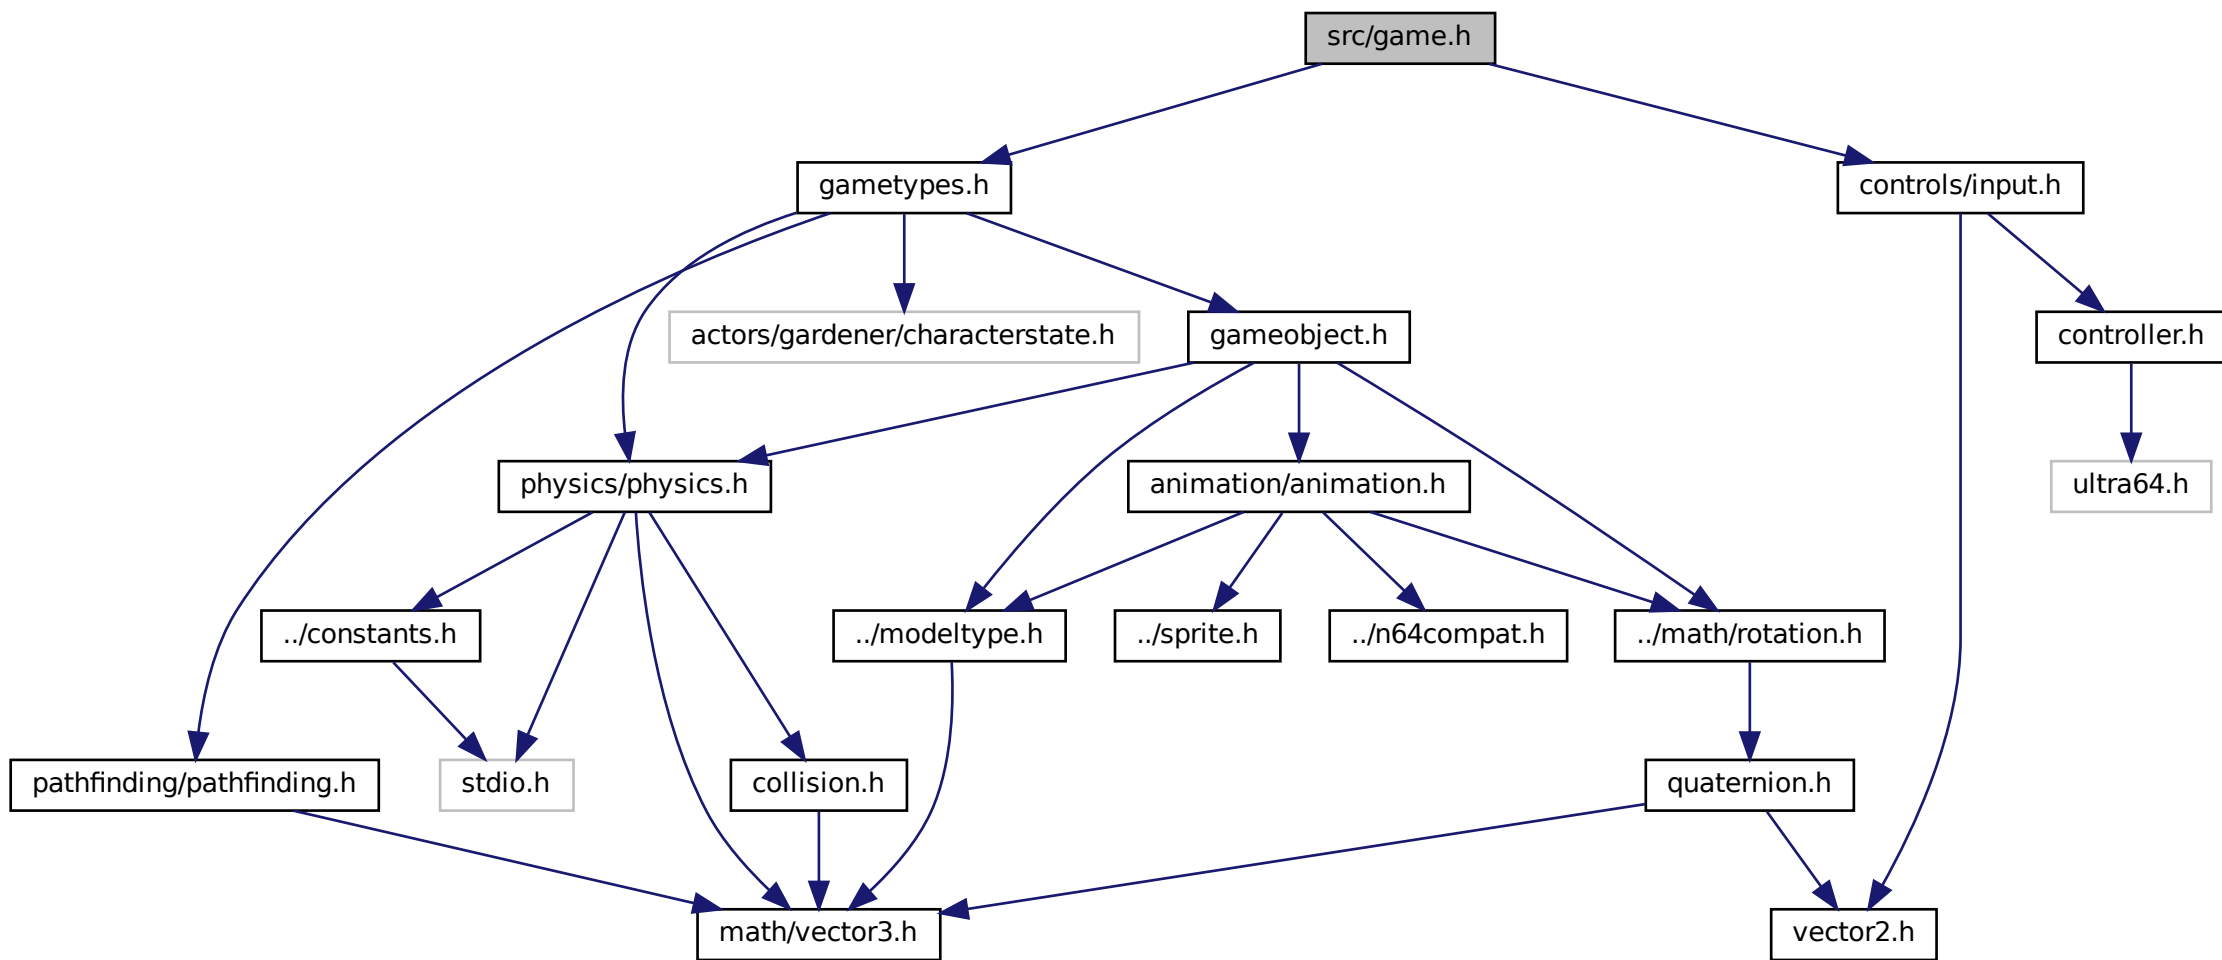 src/game.h
gametypes.h
controls/input.h
actors/gardener/characterstate.h
gameobject.h
controller.h
physics/physics.h
animation/animation.h
ultra64.h
../constants.h
../modeltype.h
../sprite.h
../n64compat.h
../math/rotation.h
pathfinding/pathfinding.h
stdio.h
collision.h
quaternion.h
math/vector3.h
vector2.h